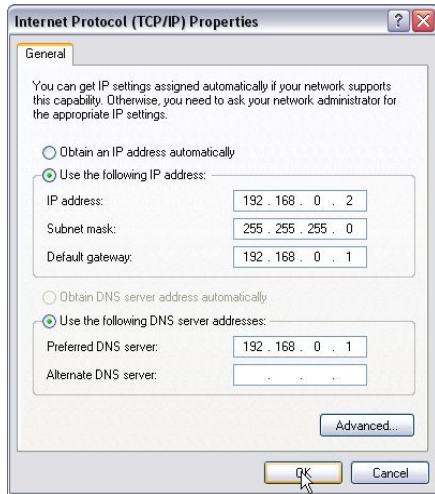 Internet Protocol (TCP/IP) Properties
General
You can get IP settings assigned automatically if your network supports
this capability. Otherwise, you need to ask your network administrator for
the appropriate IP settings.
Obtain an IP address automatically
Use the following IP address:
IP address: 192 . 168 . 0 . 2
Subnet mask: 255 . 255 . 255 . 0
Default gateway: 192 . 168 . 0 . 1
Obtain DNS server address automatically
Use the following DNS server addresses:
Preferred DNS server: 192 . 168 . 0 . 1
Alternate DNS server: . . .
Advanced...
OK Cancel